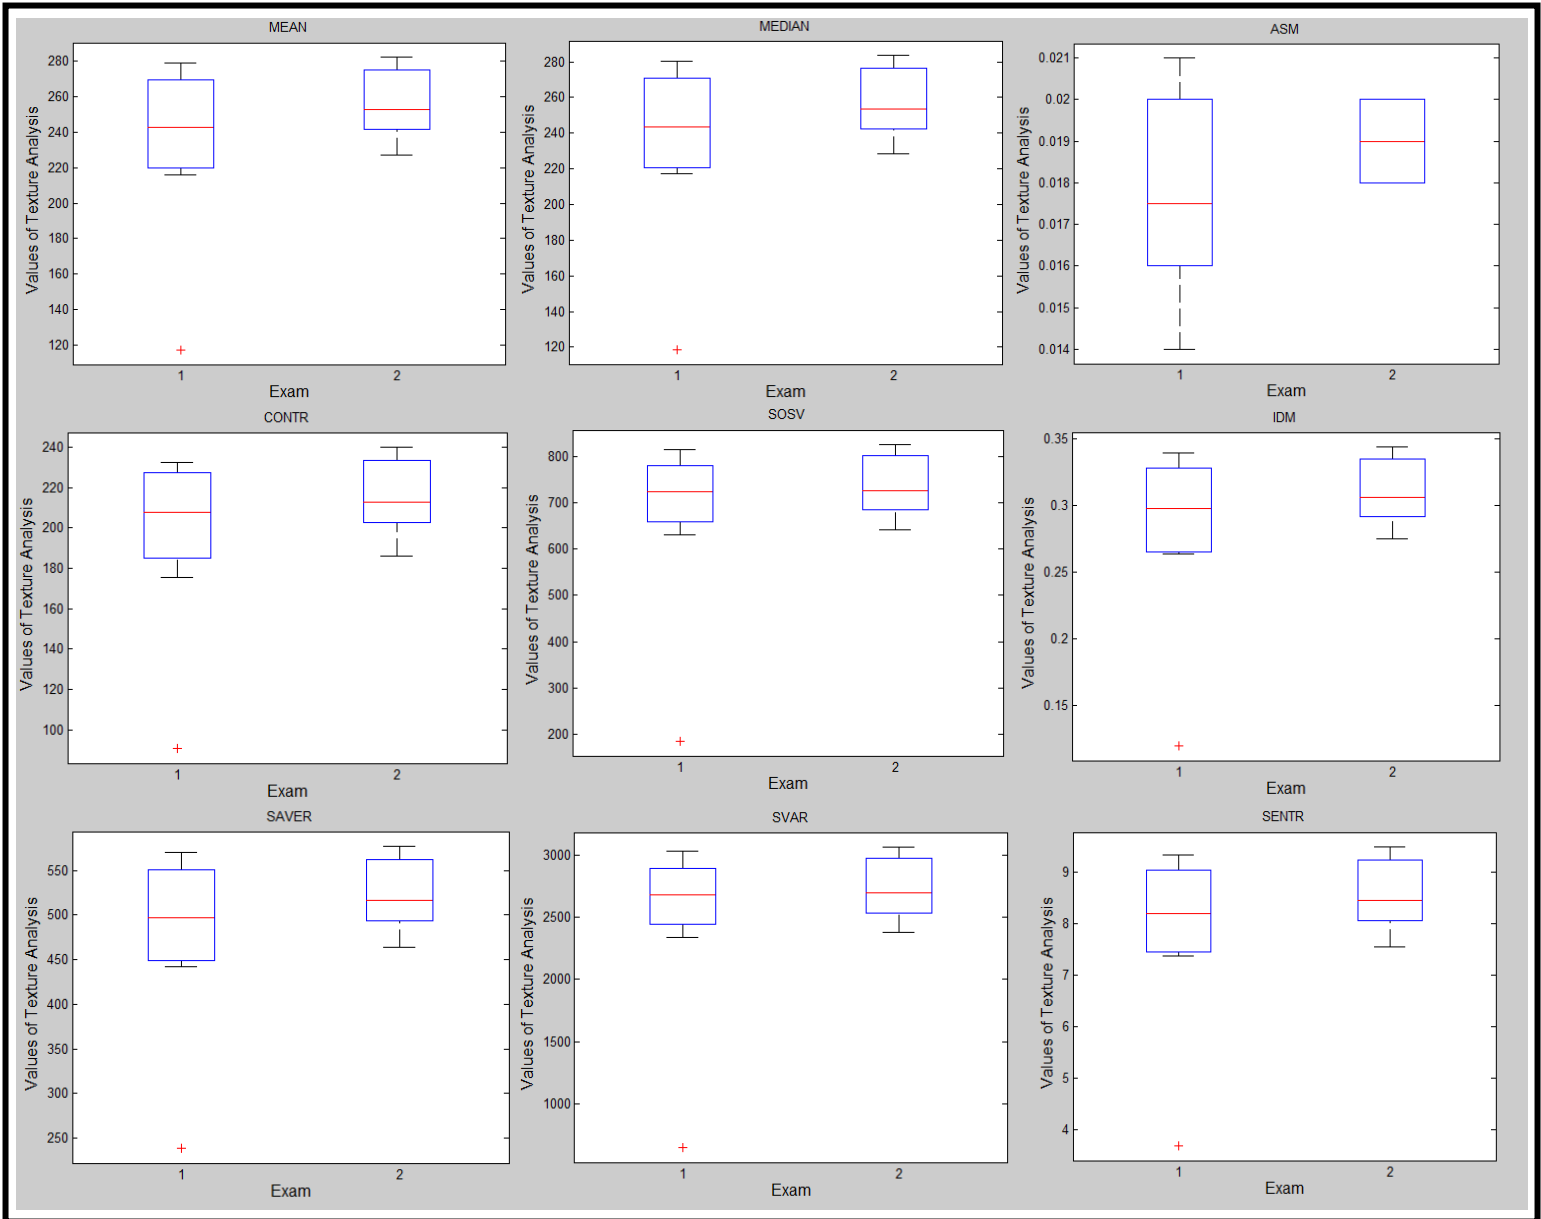 MEAN
Values of Texture Analysis
280
260
240
220
200
180
160
140
120
1 2
Exam
MEDIAN
Values of Texture Analysis
280
260
240
220
200
180
160
140
120
1 2
Exam
ASM
Values of Texture Analysis
0.021
0.02
0.019
0.018
0.017
0.016
0.015
0.014
1 2
Exam
CONTR
Values of Texture Analysis
240
220
200
180
160
140
120
100
1 2
Exam
SOSV
Values of Texture Analysis
800
700
600
500
400
300
200
1 2
Exam
IDM
Values of Texture Analysis
0.35
0.3
0.25
0.2
0.15
1 2
Exam
SAVER
Values of Texture Analysis
550
500
450
400
350
300
250
1 2
Exam
SVAR
Values of Texture Analysis
3000
2500
2000
1500
1000
1 2
Exam
SENTR
Values of Texture Analysis
9
8
7
6
5
4
1 2
Exam